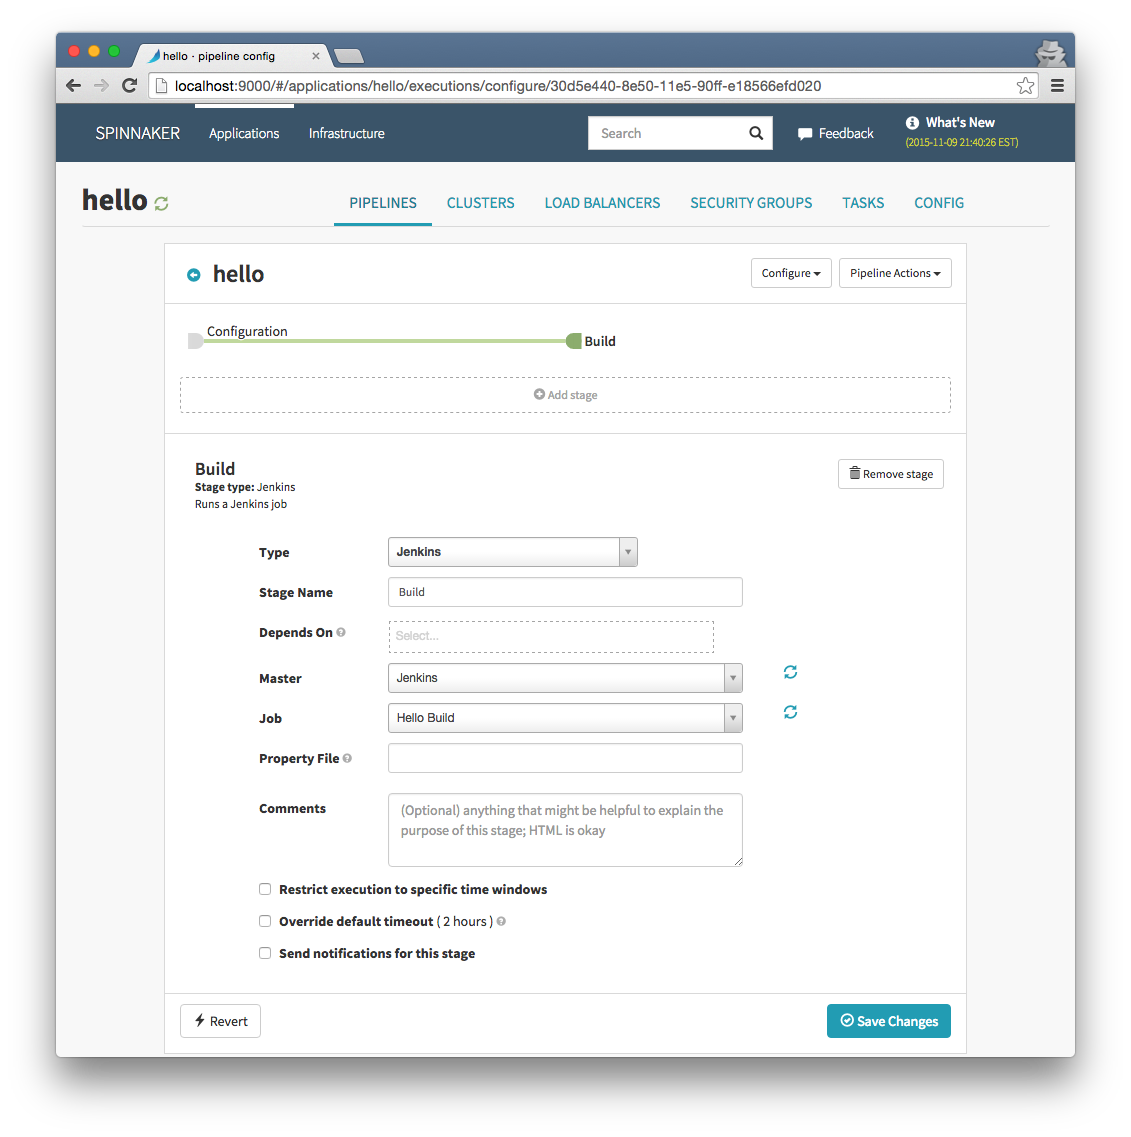 hello · pipeline config
localhost:9000/#/applications/hello/executions/configure/30d5e440-8e50-11e5-90ff-e18566efd020
SPINNAKER Applications Infrastructure Search Feedback What's New
(2015-11-09 21:40:26 EST)
hello PIPELINES CLUSTERS LOAD BALANCERS SECURITY GROUPS TASKS CONFIG
hello Configure Pipeline Actions
Configuration
Build
Add stage
Build
Remove stage
Stage type: Jenkins
Runs a Jenkins job
Type Jenkins
Stage Name Build
Depends On Select...
Master Jenkins
Job Hello Build
Property File
Comments (Optional) anything that might be helpful to explain the
purpose of this stage; HTML is okay
Restrict execution to specific time windows
Override default timeout ( 2 hours )
Send notifications for this stage
Revert Save Changes